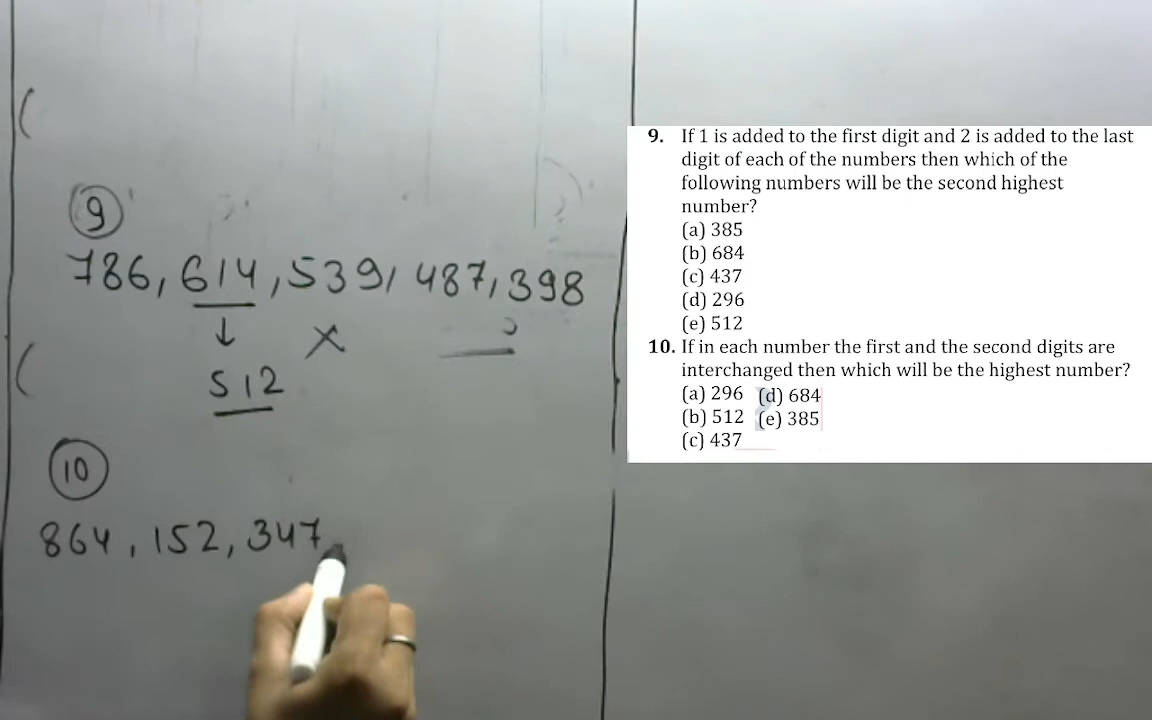 9
786, 614, 539, 487, 398
512
10
864, 152, 347
9. If 1 is added to the first digit and 2 is added to the last
digit of each of the numbers then which of the
following numbers will be the second highest
number?
(a) 385
(b) 684
(c) 437
(d) 296
(e) 512
10. If in each number the first and the second digits are
interchanged then which will be the highest number?
(a) 296 (d) 684
(b) 512 (e) 385
(c) 437